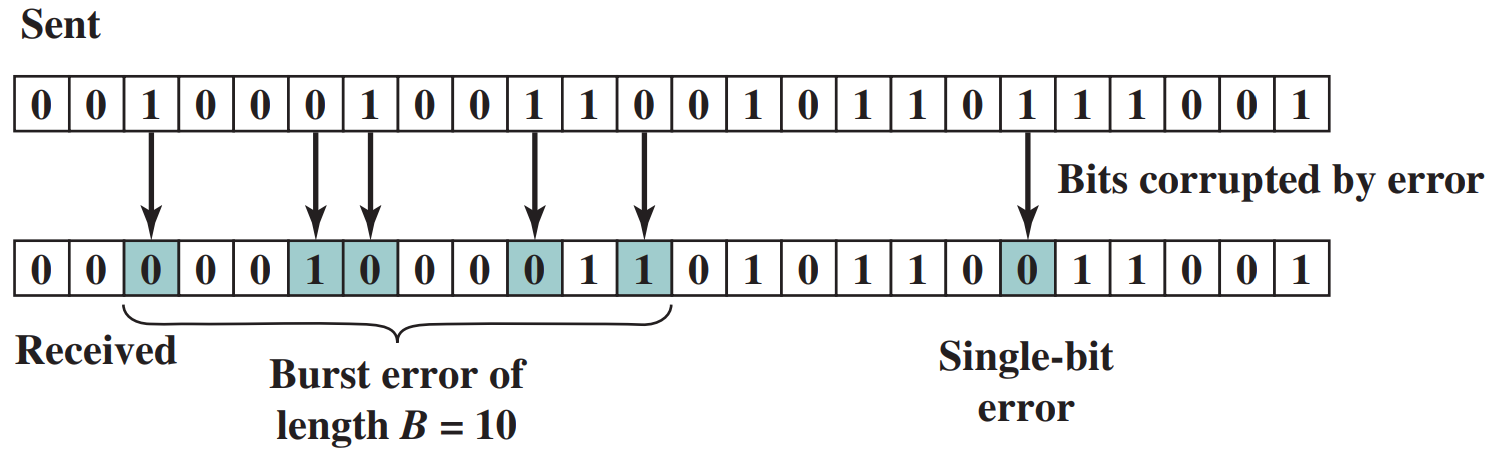 Sent
0 0 1 0 0 0 1 0 0 1 1 0 0 1 0 1 1 0 1 1 1 0 0 1
Bits corrupted by error
0 0 0 0 0 1 0 0 0 0 1 1 0 1 0 1 1 0 0 1 1 0 0 1
Received
Burst error of
length B = 10
Single-bit
error